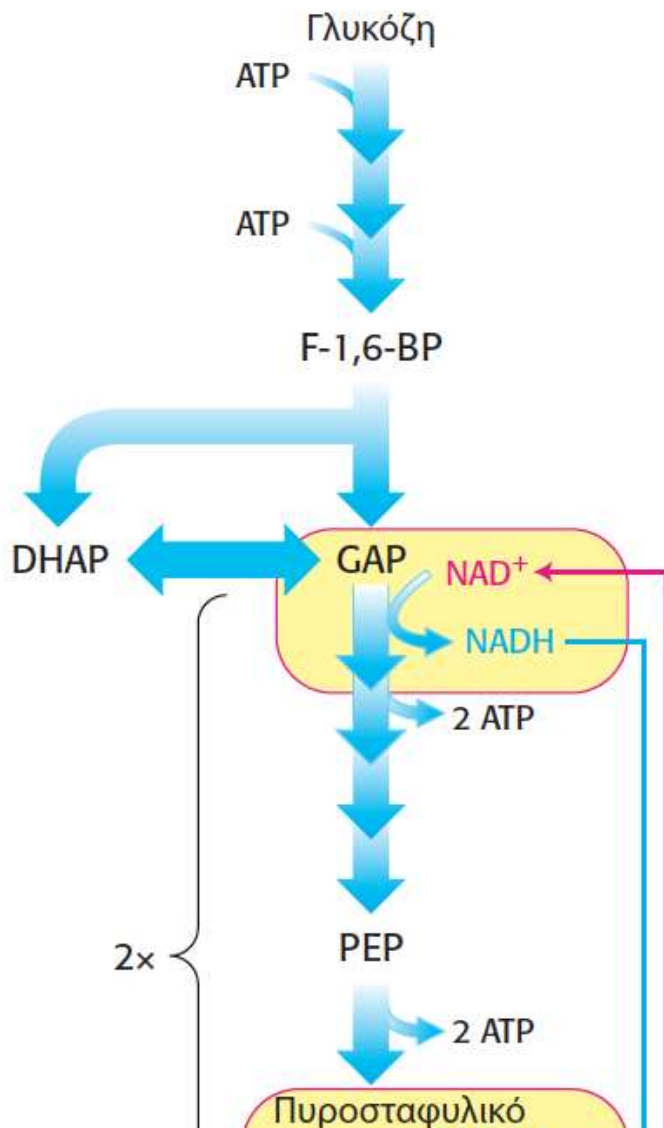 Γλυκόζη
ATP
ATP
F-1,6-BP
DHAP
GAP
NAD⁺
NADH
2 ATP
2×
PEP
2 ATP
Πυροσταφυλικό